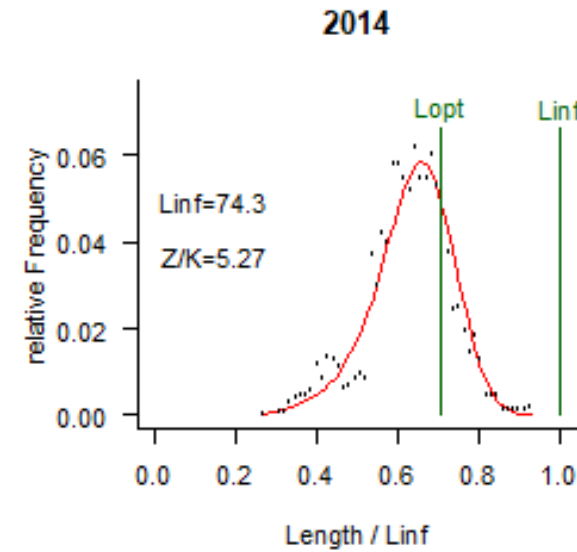 2014
Lopt Linf
relative Frequency
0.06
0.04
0.02
0.00
Linf=74.3
Z/K=5.27
0.0 0.2 0.4 0.6 0.8 1.0
Length / Linf